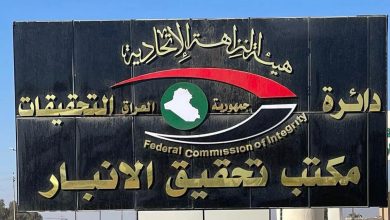 هيئة النزاهة الاتحادية
دائرة التحقيقات
جمهورية العراق
Federal Commission of Integrity
مكتب تحقيق الانبار